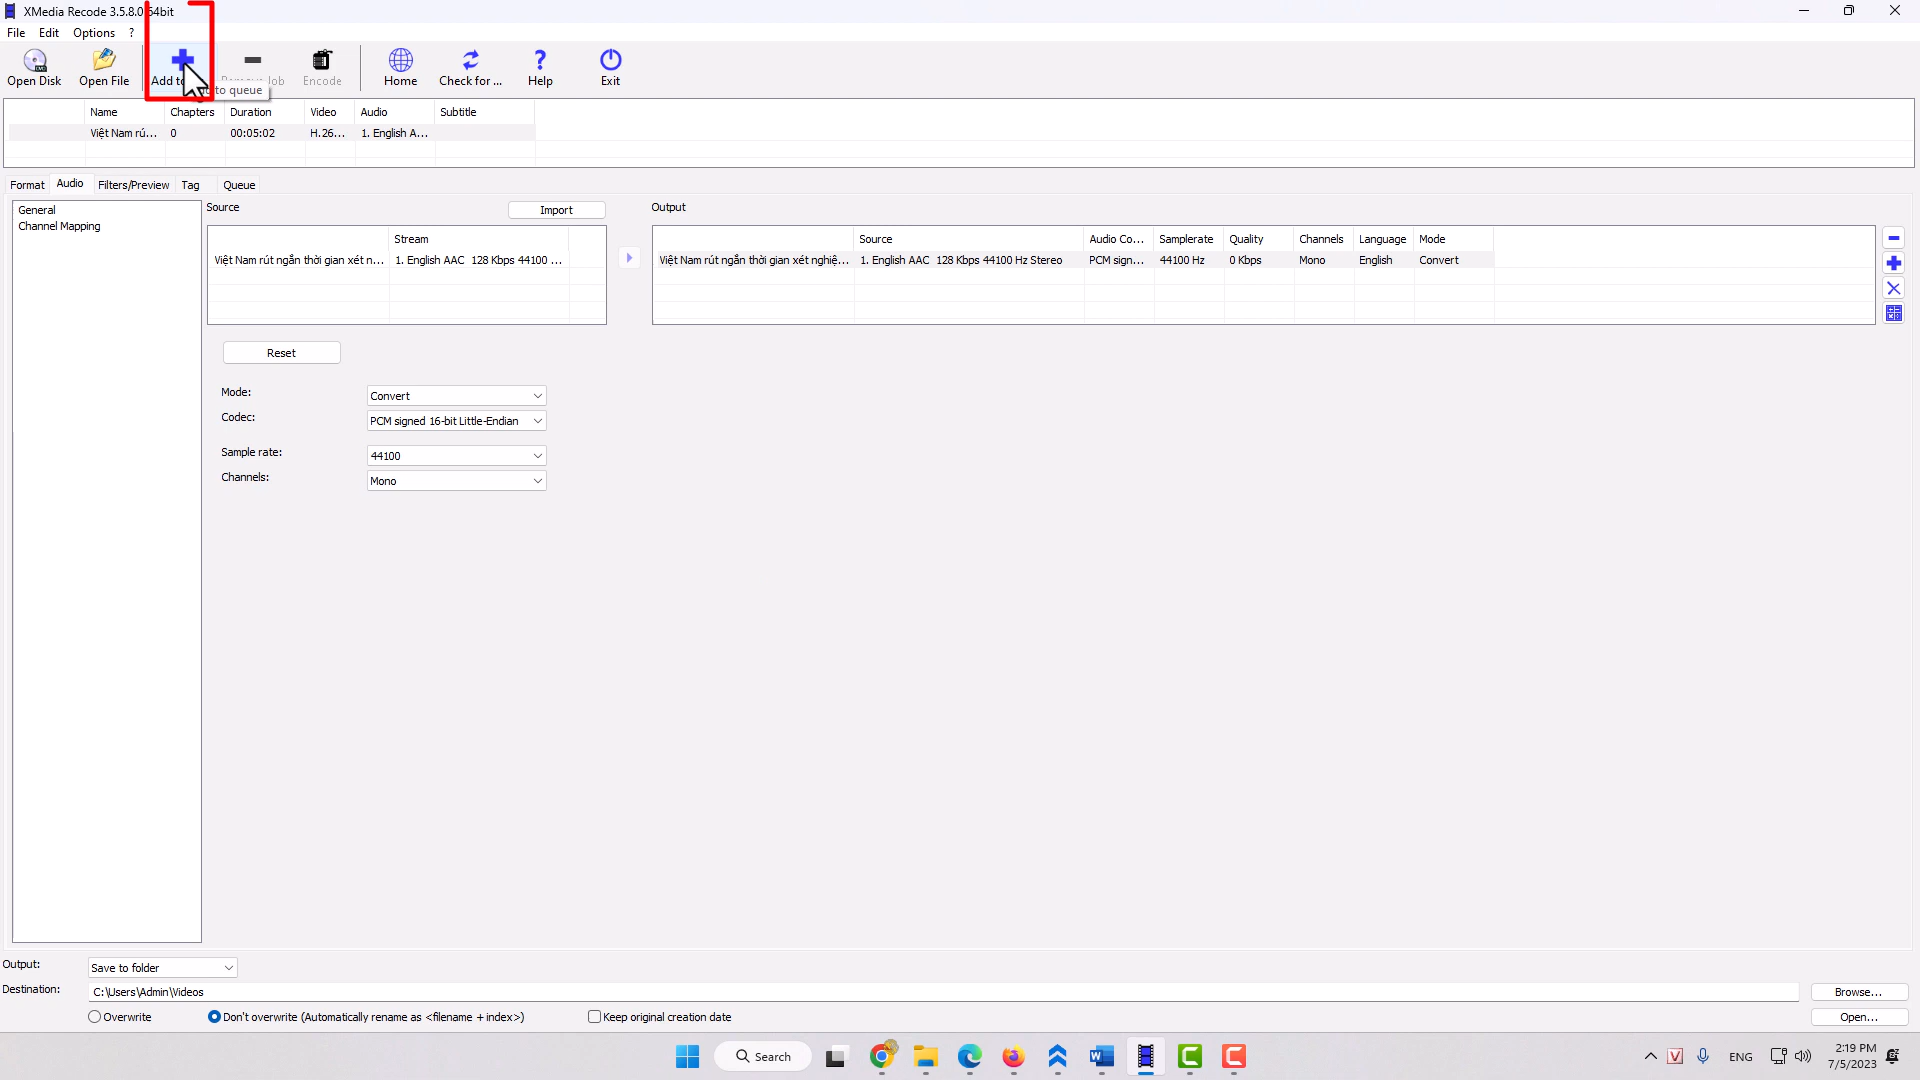 XMedia Recode 3.5.8.0 64bit
File Edit Options ?
Open Disk Open File Add to Remove Job Encode Home Check for ... Help Exit
to queue
Name Chapters Duration Video Audio Subtitle
Việt Nam rú... 0 00:05:02 H.26... 1. English A...
Format Audio Filters/Preview Tag Queue
General
Channel Mapping
Source Import
Stream
Việt Nam rút ngắn thời gian xét n... 1. English AAC 128 Kbps 44100 ...
Output
Source Audio Co... Samplerate Quality Channels Language Mode
Việt Nam rút ngắn thời gian xét nghiệ... 1. English AAC 128 Kbps 44100 Hz Stereo PCM sign... 44100 Hz 0 Kbps Mono English Convert
Reset
Mode: Convert
Codec: PCM signed 16-bit Little-Endian
Sample rate: 44100
Channels: Mono
Output: Save to folder
Destination: C:\Users\Admin\Videos Browse...
Overwrite Don't overwrite (Automatically rename as <filename + index>) Keep original creation date Open...
Search ENG 2:19 PM
7/5/2023